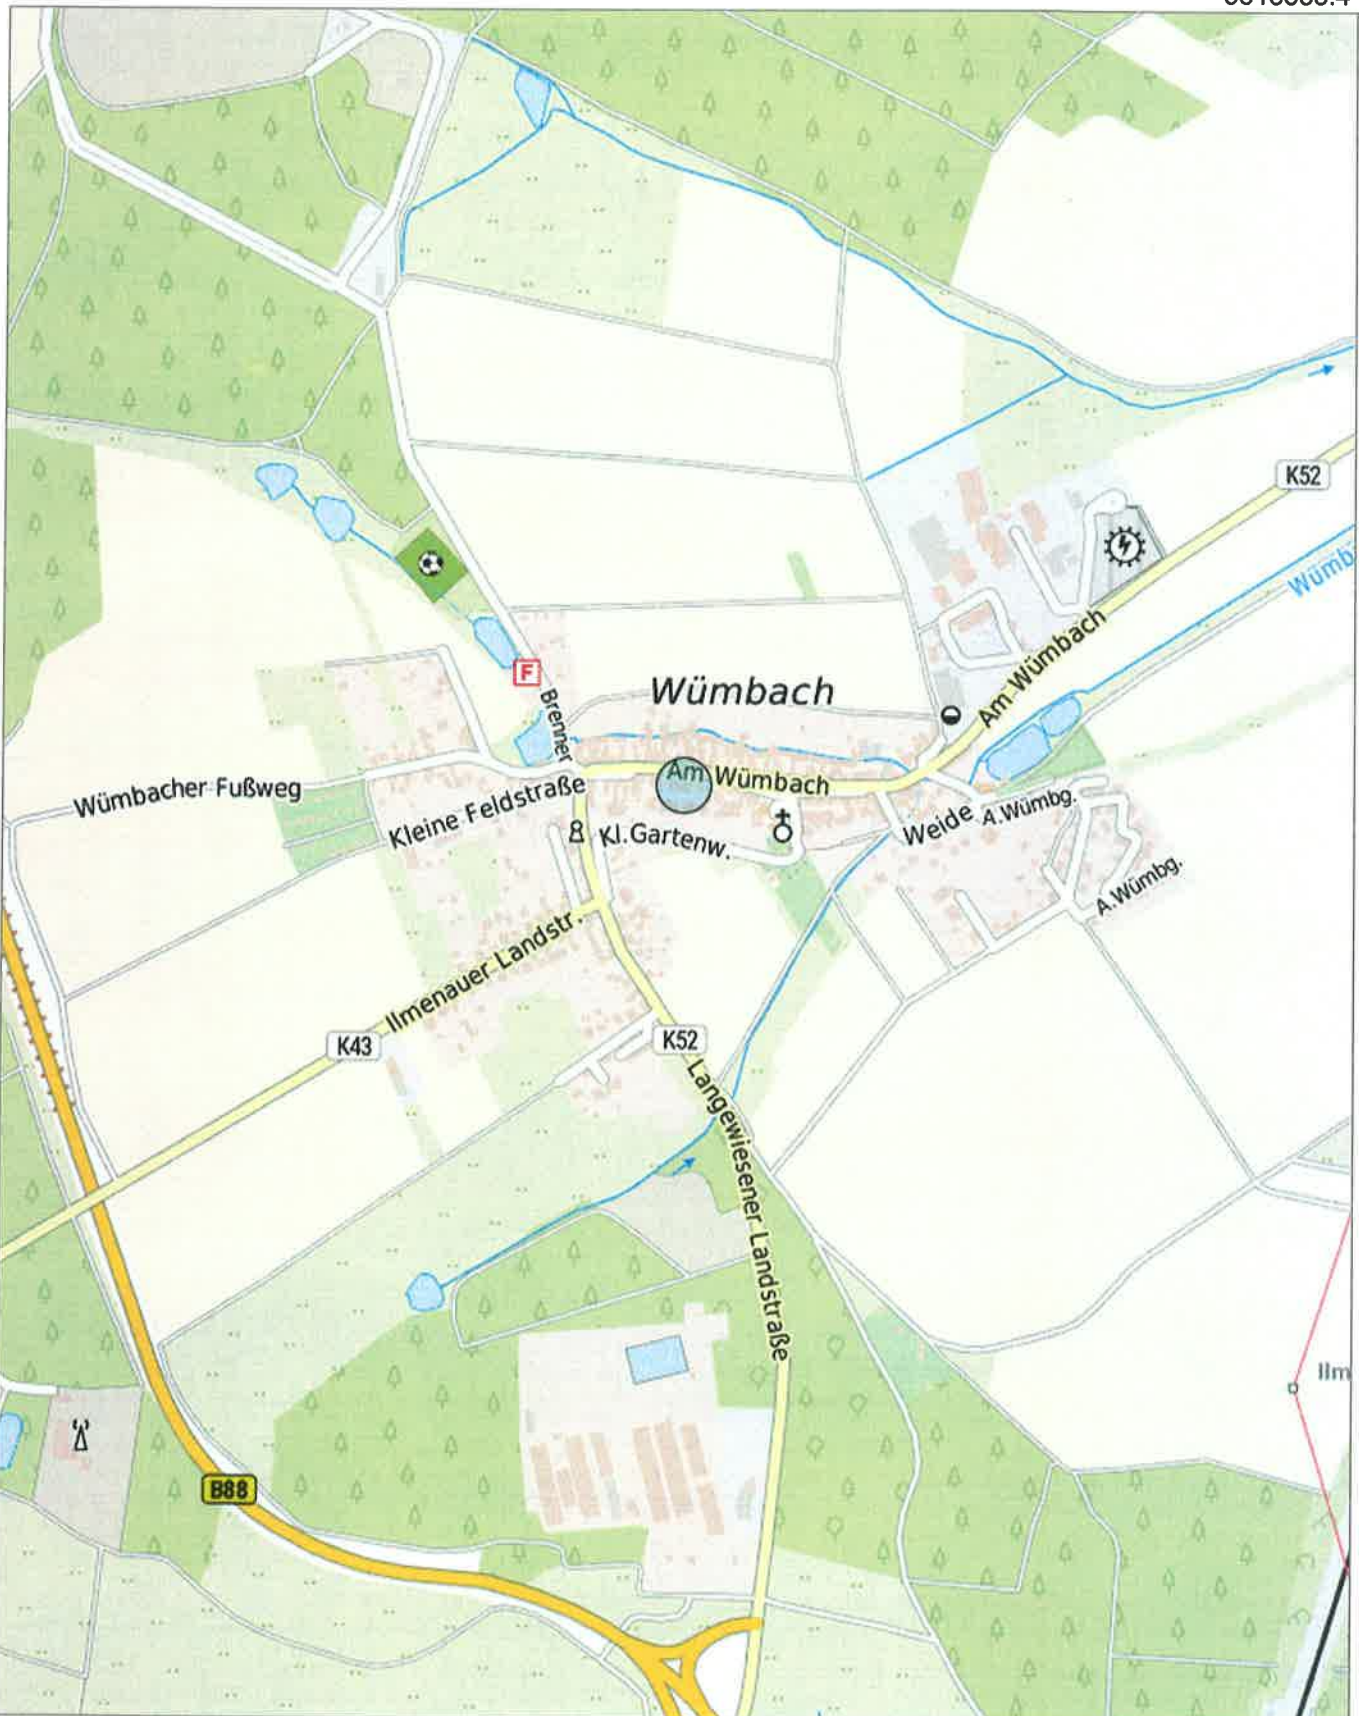 K52
Wümb
F
Brenner
Wümbach
Am Wümbach
Am Wümbach
Wümbacher Fußweg
Kleine Feldstraße
Kl.Gartenw.
Weide
A.Wümbg.
A.Wümbg.
Ilmenauer Landstr.
K43
K52
Langewiesener Landstraße
Ilm
B88